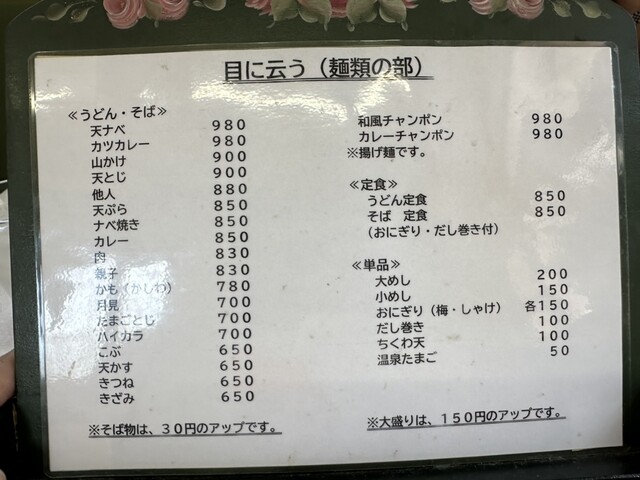 目に云う（麺類の部）
≪うどん・そば≫
天ナベ 980
カツカレー 980
山かけ 900
天とじ 900
他人 880
天ぷら 850
ナベ焼き 850
カレー 850
肉 830
親子 830
かも（かしわ） 780
月見 700
たまごとじ 700
ハイカラ 700
こぶ 650
天かす 650
きつね 650
きざみ 650
※そば物は、３０円のアップです。
和風チャンポン 980
カレーチャンポン 980
※揚げ麺です。
≪定食≫
うどん定食 850
そば　定食 850
（おにぎり・だし巻き付）
≪単品≫
大めし 200
小めし 150
おにぎり（梅・しゃけ） 各150
だし巻き 100
ちくわ天 100
温泉たまご 50
※大盛りは、１５０円のアップです。